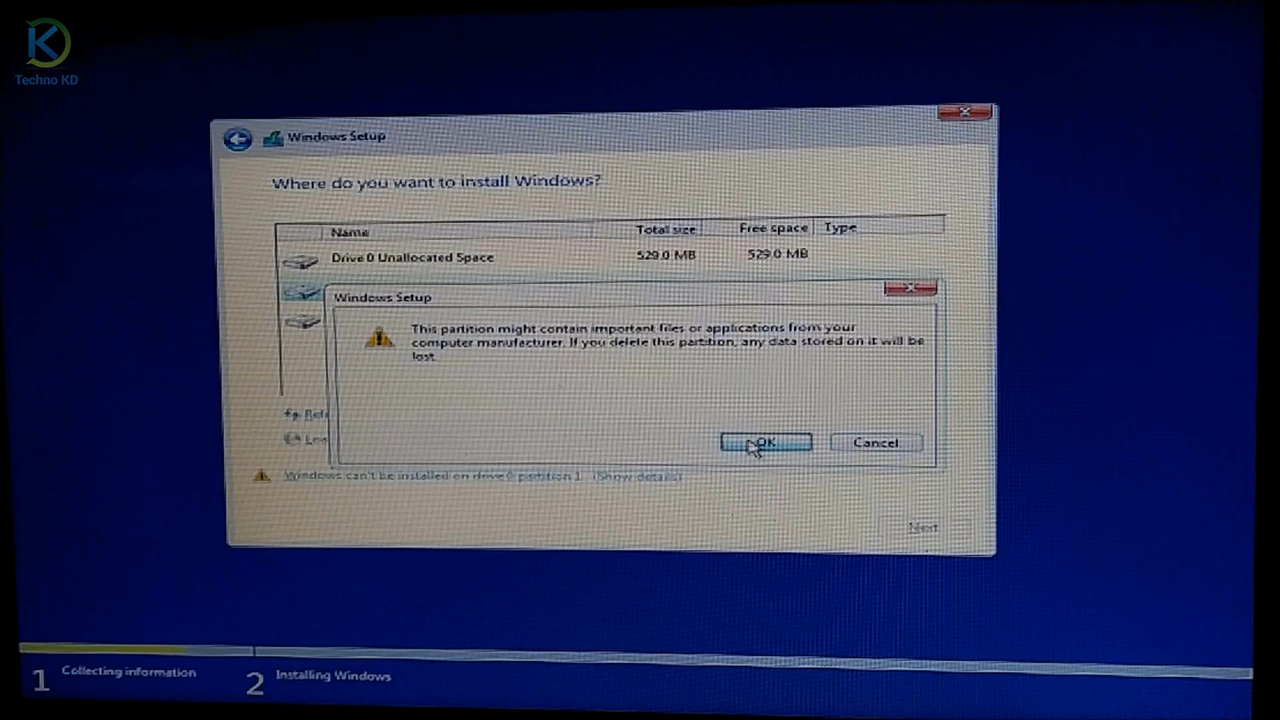 Techno KD
Windows Setup
Where do you want to install Windows?
Name Total size Free space Type
Drive 0 Unallocated Space 529.0 MB 529.0 MB
Windows Setup
This partition might contain important files or applications from your
computer manufacturer. If you delete this partition, any data stored on it will be
lost.
OK Cancel
Windows can't be installed on drive 0 partition 1. (Show details)
Next
1 Collecting information 2 Installing Windows